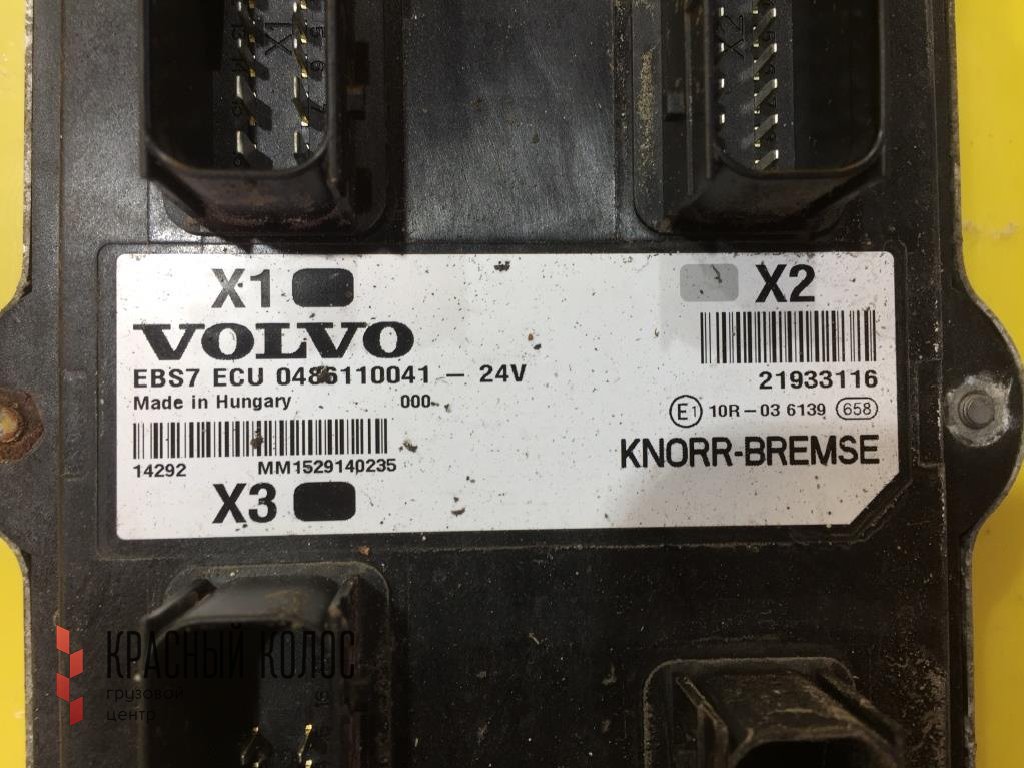 X1
X2
VOLVO
EBS7 ECU 0486110041 – 24V
Made in Hungary 000
21933116
E1 10R – 03 6139 658
14292 MM1529140235
KNORR-BREMSE
X3
КРАСНЫЙ КОЛОС
грузовой
центр